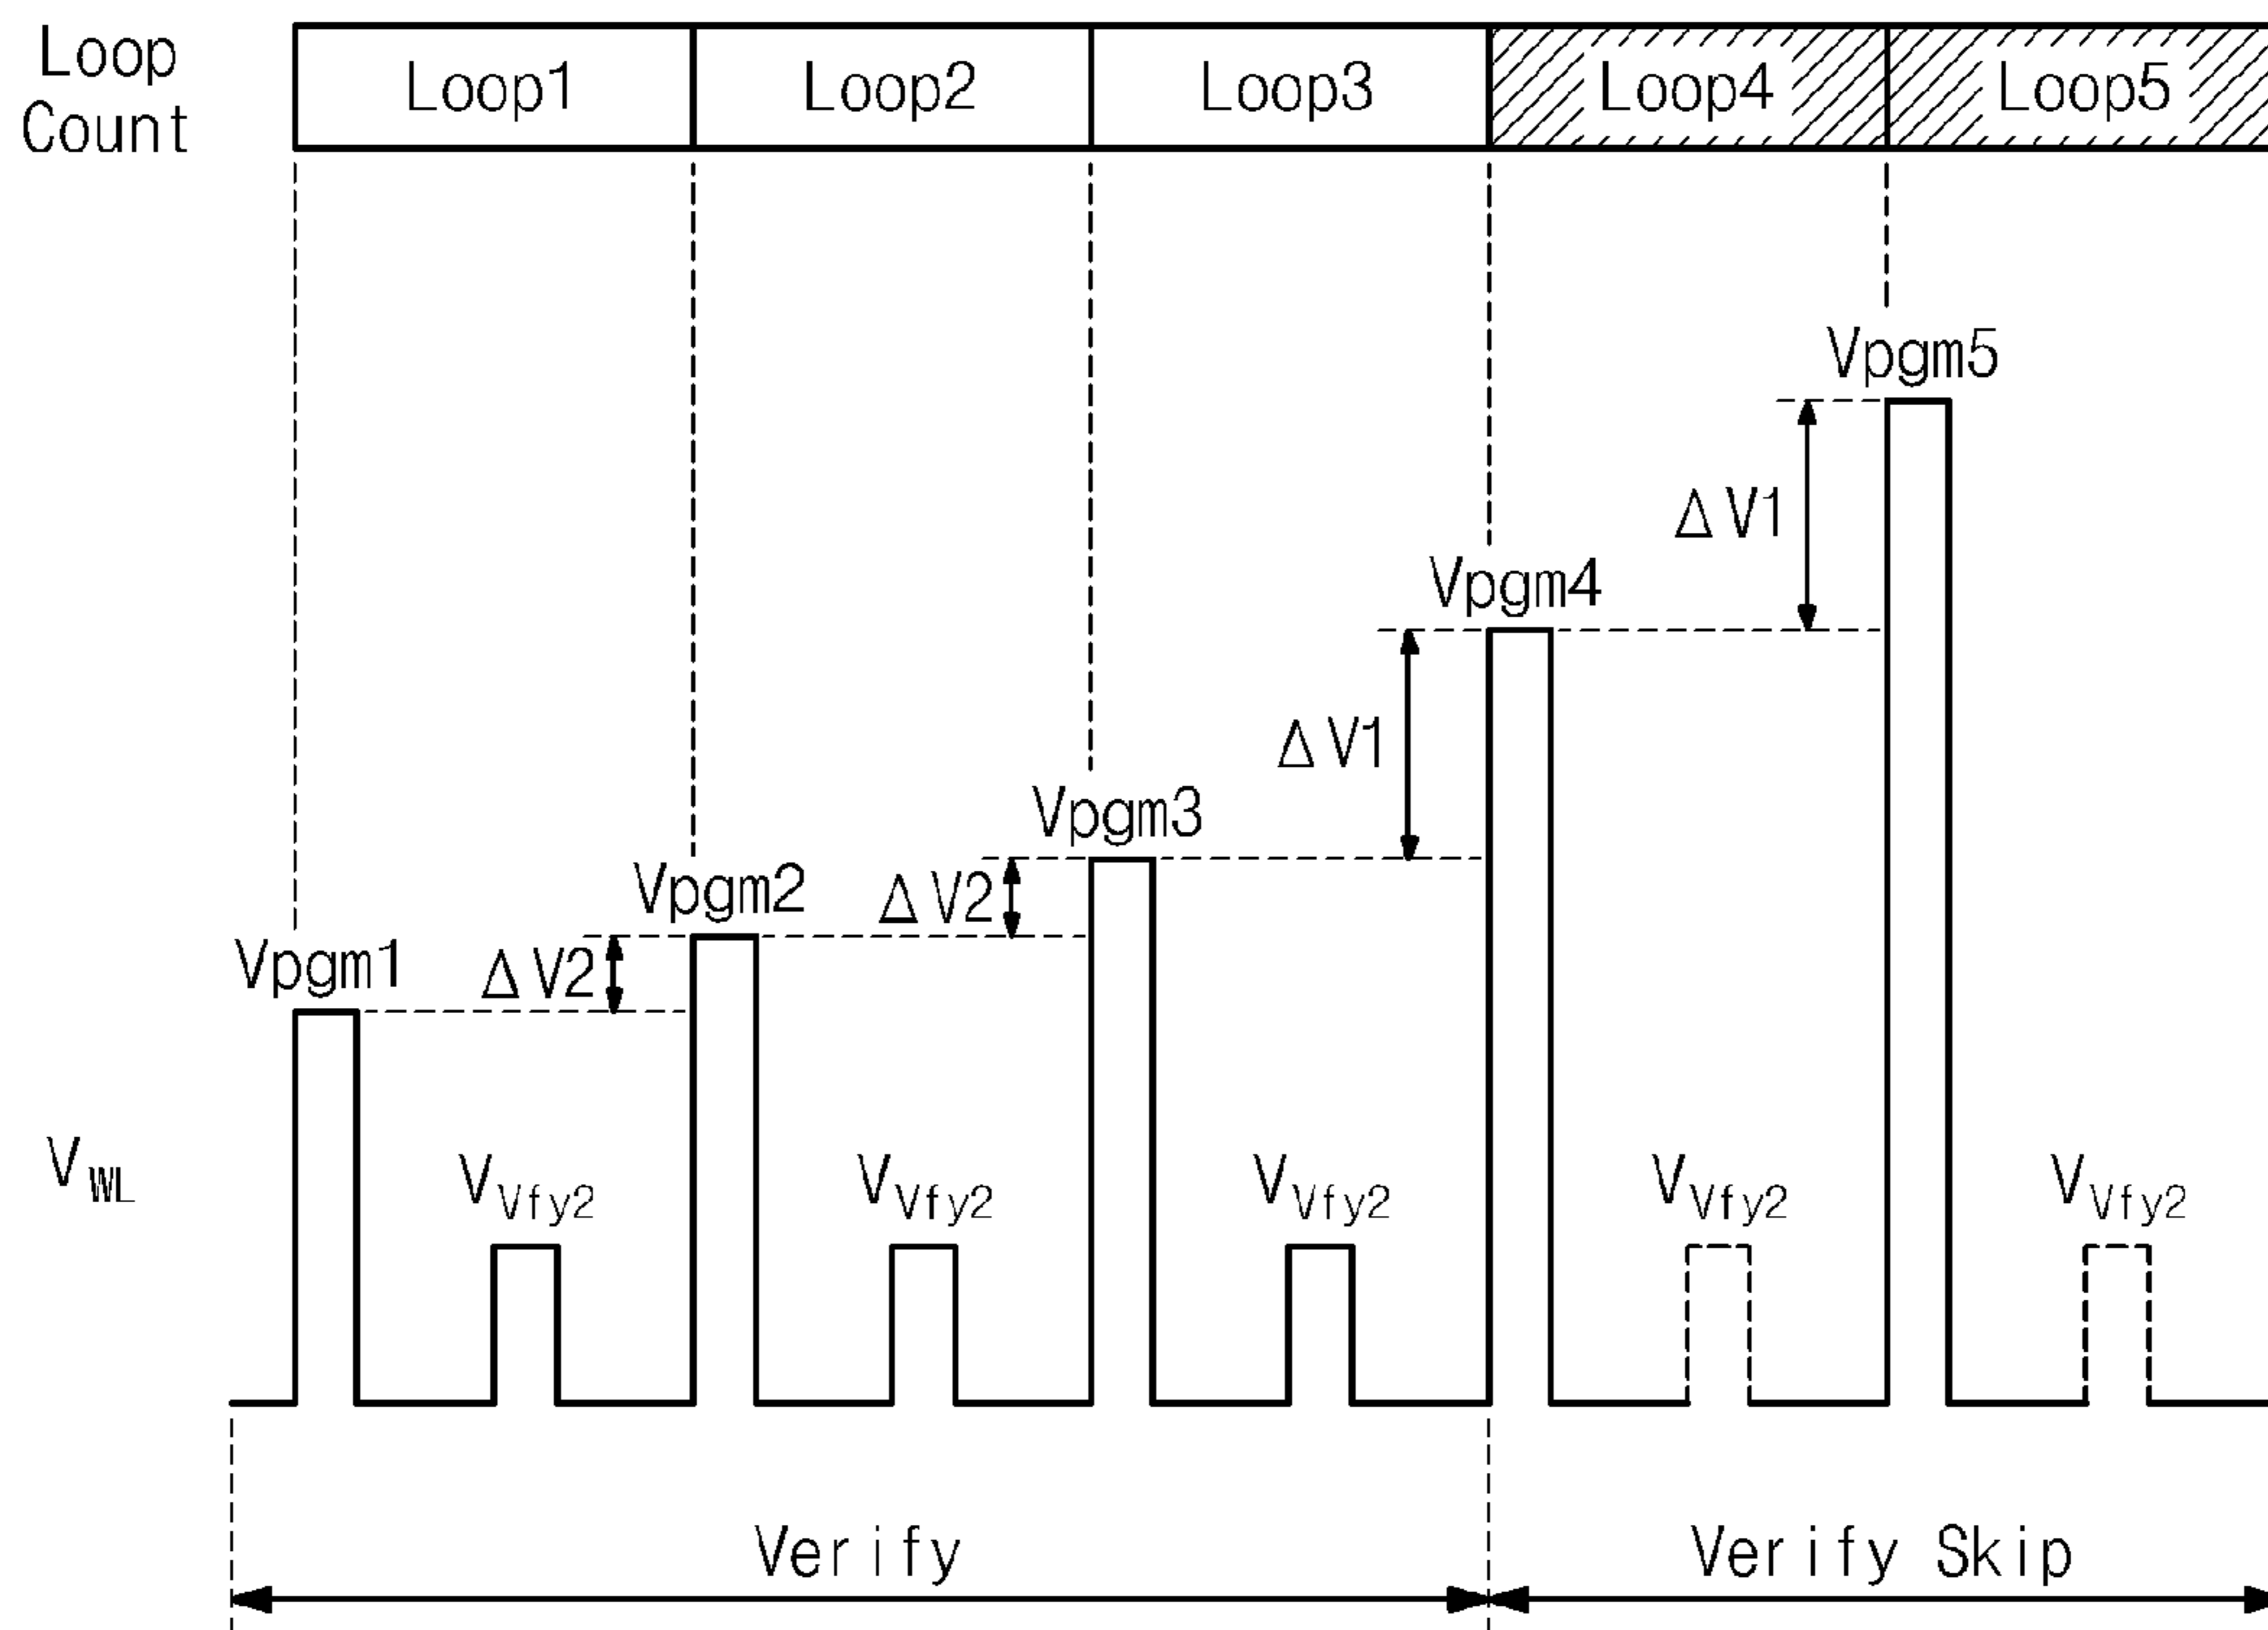 Loop
Count
Loop1 Loop2 Loop3 Loop4 Loop5
Vpgm5
ΔV1
Vpgm4
ΔV1
Vpgm3
Vpgm2
ΔV2
Vpgm1
ΔV2
VWL
VVfy2 VVfy2 VVfy2 VVfy2 VVfy2
Verify Verify Skip